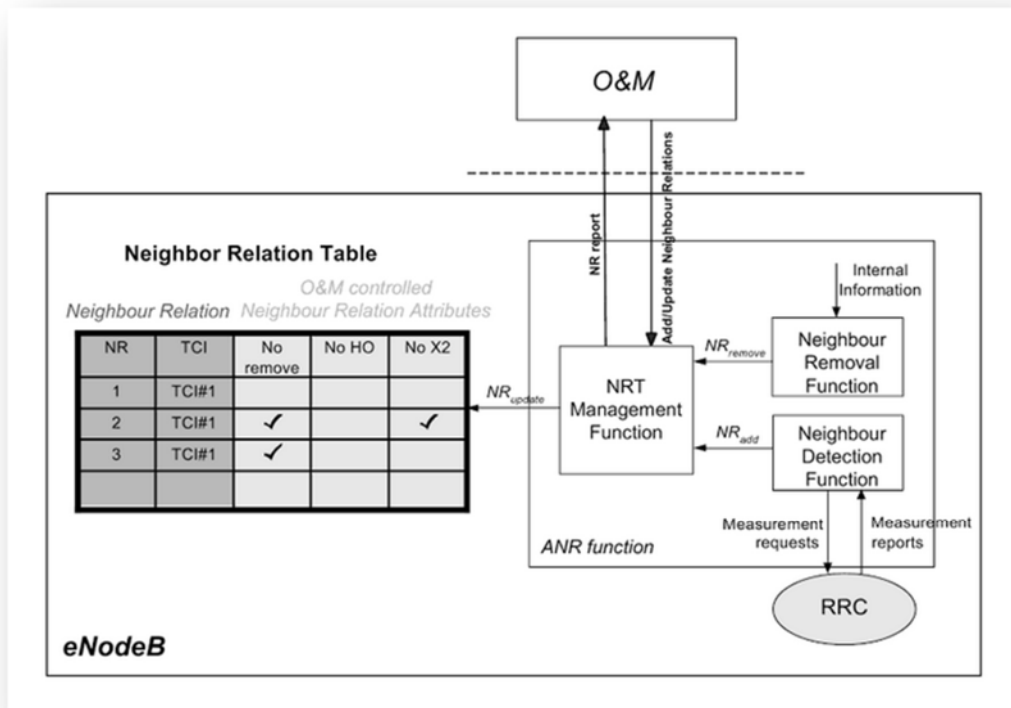 O&M
NR report
Add/Update Neighbour Relations
Neighbor Relation Table
O&M controlled
Neighbour Relation Neighbour Relation Attributes
NR TCI No remove No HO No X2
1 TCI#1
2 TCI#1 ✓ ✓
3 TCI#1 ✓
NRupdate
NRT
Management
Function
Internal
Information
NRremove
Neighbour
Removal
Function
NRadd
Neighbour
Detection
Function
Measurement
requests
Measurement
reports
ANR function
RRC
eNodeB